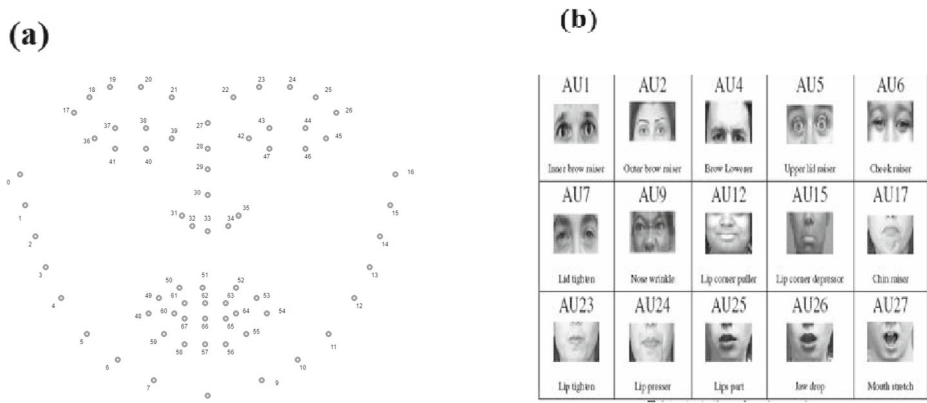 (a)
(b)
19 20 23 24
18 21 22 25
17 26
27
37 38 43 44
36 39 42 45
28
41 40 47 46
29
0 16
30
1 31 32 33 34 35 15
2 14
3 13
50 51 52
4 49 61 62 63 53 12
48 60 64 54
67 66 65
5 59 55 11
58 57 56
6 10
7 9
AU1 AU2 AU4 AU5 AU6
Inner brow raiser Outer brow raiser Brow Lowerer Upper lid raiser Cheek raiser
AU7 AU9 AU12 AU15 AU17
Lid tighten Nose wrinkle Lip corner puller Lip corner depressor Chin raiser
AU23 AU24 AU25 AU26 AU27
Lip tighten Lip presser Lips part Jaw drop Mouth stretch